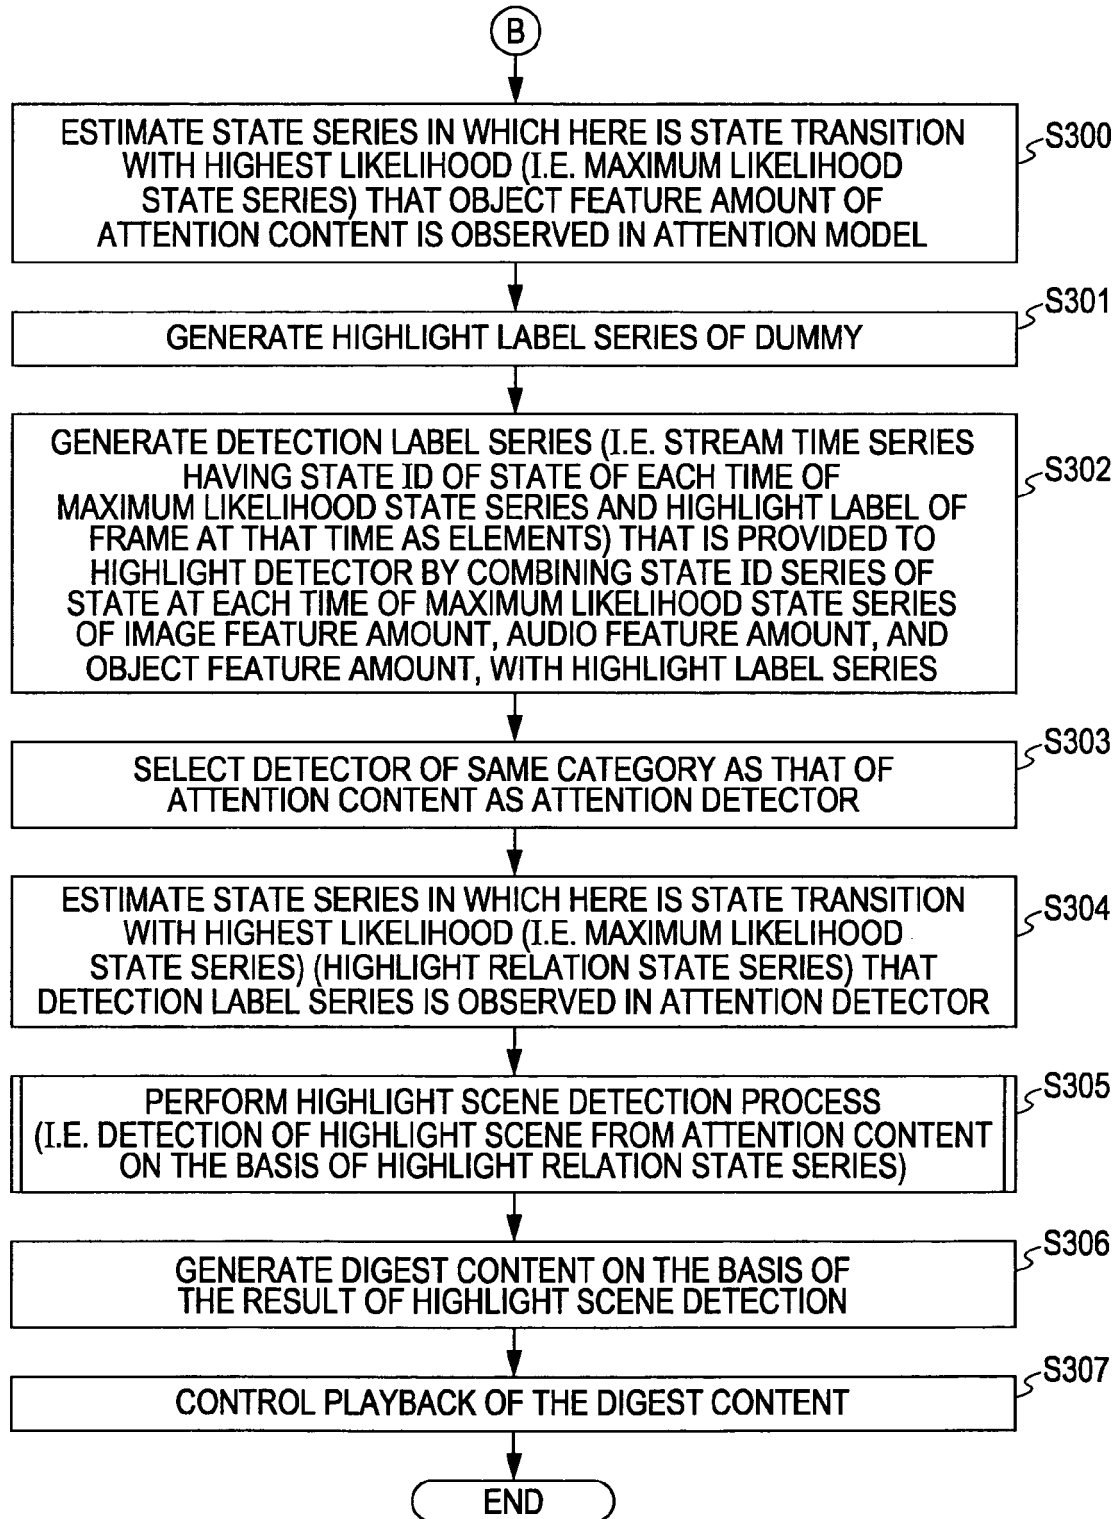 B
ESTIMATE STATE SERIES IN WHICH HERE IS STATE TRANSITION
WITH HIGHEST LIKELIHOOD (I.E. MAXIMUM LIKELIHOOD
STATE SERIES) THAT OBJECT FEATURE AMOUNT OF
ATTENTION CONTENT IS OBSERVED IN ATTENTION MODEL
S300
GENERATE HIGHLIGHT LABEL SERIES OF DUMMY
S301
GENERATE DETECTION LABEL SERIES (I.E. STREAM TIME SERIES
HAVING STATE ID OF STATE OF EACH TIME OF
MAXIMUM LIKELIHOOD STATE SERIES AND HIGHLIGHT LABEL OF
FRAME AT THAT TIME AS ELEMENTS) THAT IS PROVIDED TO
HIGHLIGHT DETECTOR BY COMBINING STATE ID SERIES OF
STATE AT EACH TIME OF MAXIMUM LIKELIHOOD STATE SERIES
OF IMAGE FEATURE AMOUNT, AUDIO FEATURE AMOUNT, AND
OBJECT FEATURE AMOUNT, WITH HIGHLIGHT LABEL SERIES
S302
SELECT DETECTOR OF SAME CATEGORY AS THAT OF
ATTENTION CONTENT AS ATTENTION DETECTOR
S303
ESTIMATE STATE SERIES IN WHICH HERE IS STATE TRANSITION
WITH HIGHEST LIKELIHOOD (I.E. MAXIMUM LIKELIHOOD
STATE SERIES) (HIGHLIGHT RELATION STATE SERIES) THAT
DETECTION LABEL SERIES IS OBSERVED IN ATTENTION DETECTOR
S304
PERFORM HIGHLIGHT SCENE DETECTION PROCESS
(I.E. DETECTION OF HIGHLIGHT SCENE FROM ATTENTION CONTENT
ON THE BASIS OF HIGHLIGHT RELATION STATE SERIES)
S305
GENERATE DIGEST CONTENT ON THE BASIS OF
THE RESULT OF HIGHLIGHT SCENE DETECTION
S306
CONTROL PLAYBACK OF THE DIGEST CONTENT
S307
END